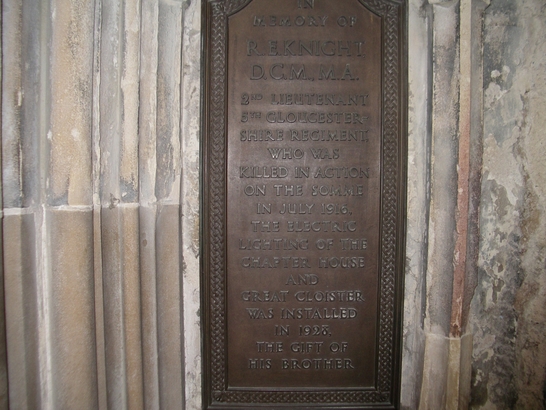 IN
MEMORY OF
R.E.KNIGHT
D.C.M., M.A.
2ND LIEUTENANT
5TH GLOUCESTER-
SHIRE REGIMENT
WHO WAS
KILLED IN ACTION
ON THE SOMME
IN JULY 1916.
THE ELECTRIC
LIGHTING OF THE
CHAPTER HOUSE
AND
GREAT CLOISTER
WAS INSTALLED
IN 1923.
THE GIFT OF
HIS BROTHER